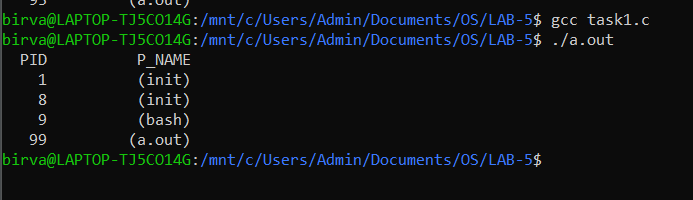 95 (a.out)
birva@LAPTOP-TJ5CO14G:/mnt/c/Users/Admin/Documents/OS/LAB-5$ gcc task1.c
birva@LAPTOP-TJ5CO14G:/mnt/c/Users/Admin/Documents/OS/LAB-5$ ./a.out
PID P_NAME
1 (init)
8 (init)
9 (bash)
99 (a.out)
birva@LAPTOP-TJ5CO14G:/mnt/c/Users/Admin/Documents/OS/LAB-5$